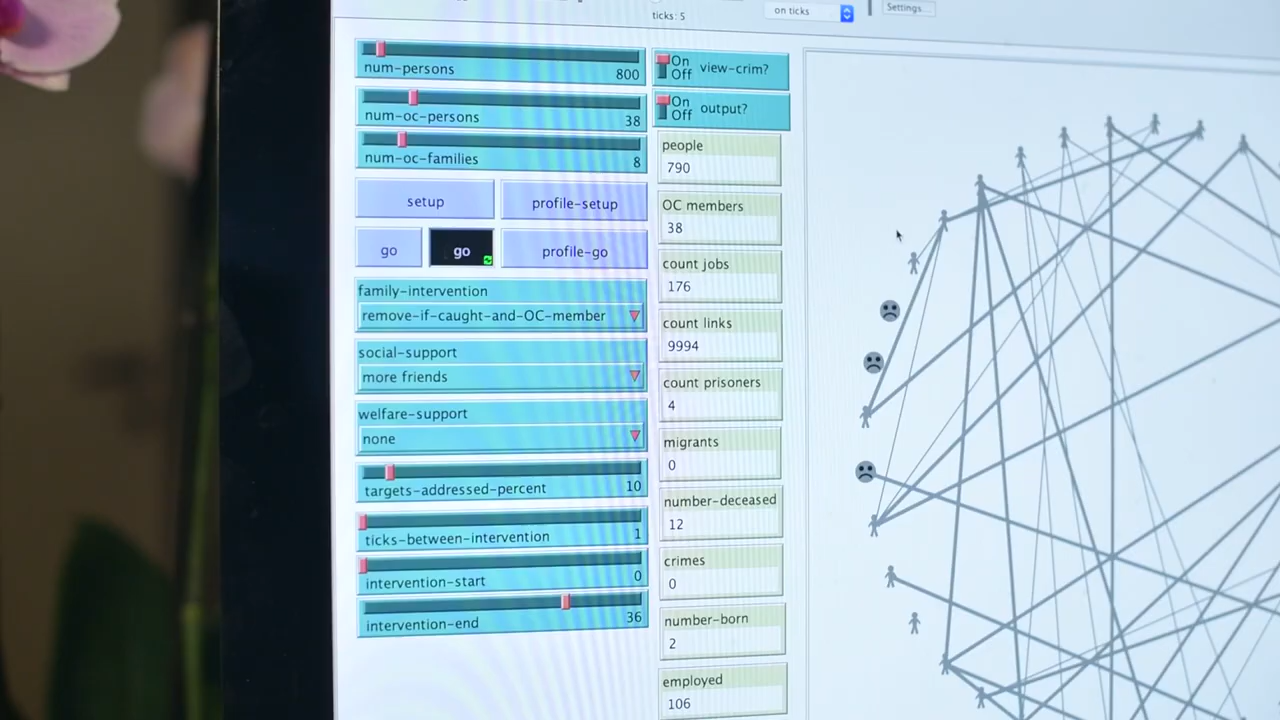 ticks: 5
on ticks
Settings...
num-persons
800
num-oc-persons
38
num-oc-families
8
setup
profile-setup
go
go
profile-go
family-intervention
remove-if-caught-and-OC-member
social-support
more friends
welfare-support
none
targets-addressed-percent
10
ticks-between-intervention
1
intervention-start
0
intervention-end
36
On
Off
view-crim?
On
Off
output?
people
790
OC members
38
count jobs
176
count links
9994
count prisoners
4
migrants
0
number-deceased
12
crimes
0
number-born
2
employed
106